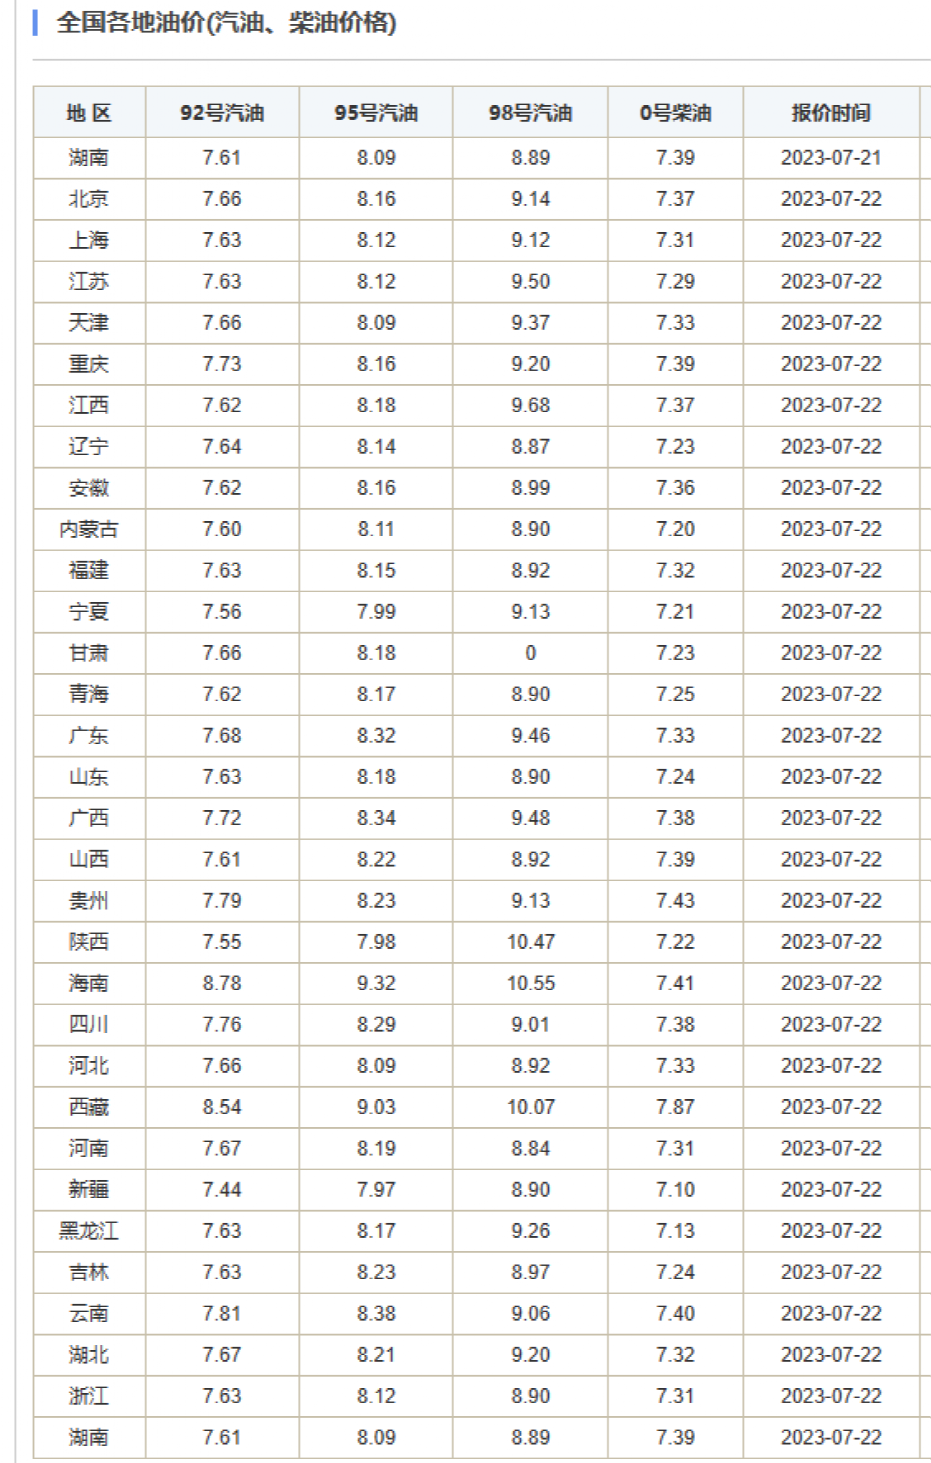 全国各地油价(汽油、柴油价格)
地 区 92号汽油 95号汽油 98号汽油 0号柴油 报价时间
湖南 7.61 8.09 8.89 7.39 2023-07-21
北京 7.66 8.16 9.14 7.37 2023-07-22
上海 7.63 8.12 9.12 7.31 2023-07-22
江苏 7.63 8.12 9.50 7.29 2023-07-22
天津 7.66 8.09 9.37 7.33 2023-07-22
重庆 7.73 8.16 9.20 7.39 2023-07-22
江西 7.62 8.18 9.68 7.37 2023-07-22
辽宁 7.64 8.14 8.87 7.23 2023-07-22
安徽 7.62 8.16 8.99 7.36 2023-07-22
内蒙古 7.60 8.11 8.90 7.20 2023-07-22
福建 7.63 8.15 8.92 7.32 2023-07-22
宁夏 7.56 7.99 9.13 7.21 2023-07-22
甘肃 7.66 8.18 0 7.23 2023-07-22
青海 7.62 8.17 8.90 7.25 2023-07-22
广东 7.68 8.32 9.46 7.33 2023-07-22
山东 7.63 8.18 8.90 7.24 2023-07-22
广西 7.72 8.34 9.48 7.38 2023-07-22
山西 7.61 8.22 8.92 7.39 2023-07-22
贵州 7.79 8.23 9.13 7.43 2023-07-22
陕西 7.55 7.98 10.47 7.22 2023-07-22
海南 8.78 9.32 10.55 7.41 2023-07-22
四川 7.76 8.29 9.01 7.38 2023-07-22
河北 7.66 8.09 8.92 7.33 2023-07-22
西藏 8.54 9.03 10.07 7.87 2023-07-22
河南 7.67 8.19 8.84 7.31 2023-07-22
新疆 7.44 7.97 8.90 7.10 2023-07-22
黑龙江 7.63 8.17 9.26 7.13 2023-07-22
吉林 7.63 8.23 8.97 7.24 2023-07-22
云南 7.81 8.38 9.06 7.40 2023-07-22
湖北 7.67 8.21 9.20 7.32 2023-07-22
浙江 7.63 8.12 8.90 7.31 2023-07-22
湖南 7.61 8.09 8.89 7.39 2023-07-22